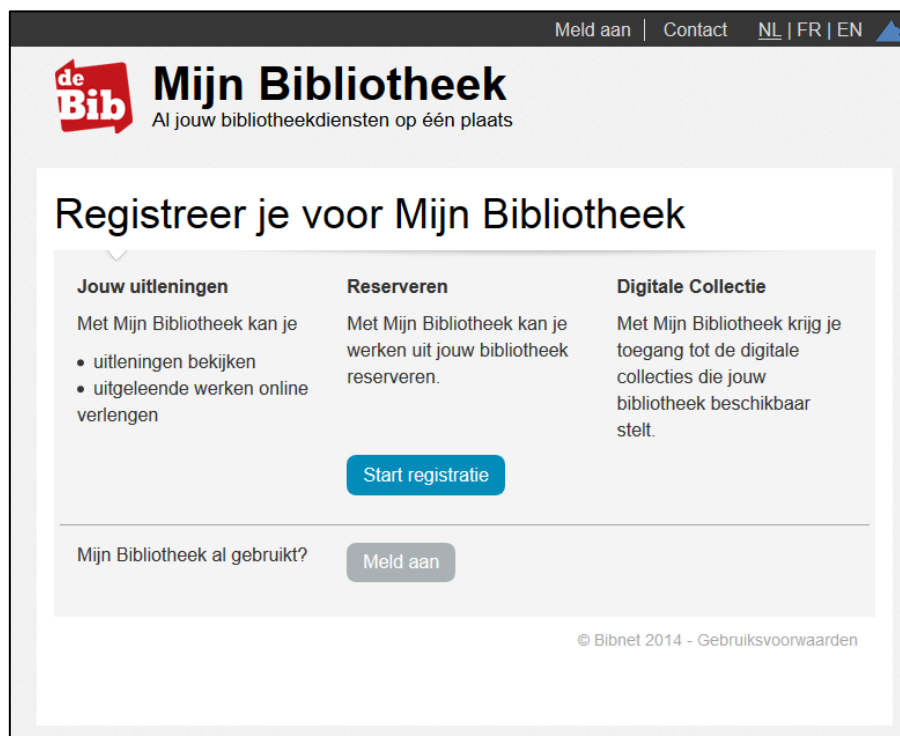 Meld aan | Contact NL | FR | EN
de
Bib
Mijn Bibliotheek
Al jouw bibliotheekdiensten op één plaats
Registreer je voor Mijn Bibliotheek
Jouw uitleningen
Met Mijn Bibliotheek kan je
• uitleningen bekijken
• uitgeleende werken online
verlengen
Reserveren
Met Mijn Bibliotheek kan je
werken uit jouw bibliotheek
reserveren.
Digitale Collectie
Met Mijn Bibliotheek krijg je
toegang tot de digitale
collecties die jouw
bibliotheek beschikbaar
stelt.
Start registratie
Mijn Bibliotheek al gebruikt?
Meld aan
© Bibnet 2014 - Gebruiksvoorwaarden